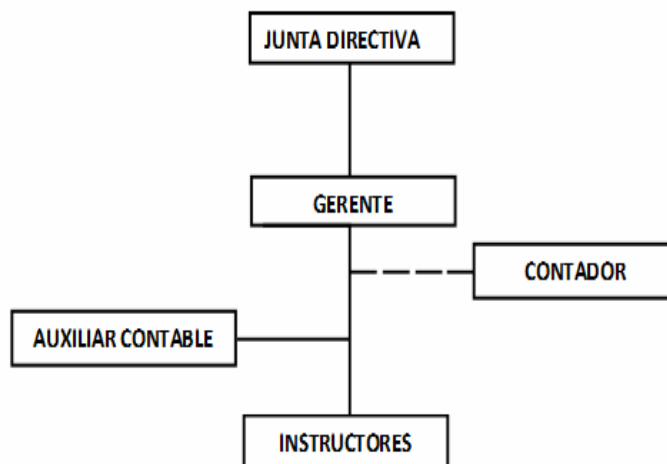 JUNTA DIRECTIVA
GERENTE
CONTADOR
AUXILIAR CONTABLE
INSTRUCTORES